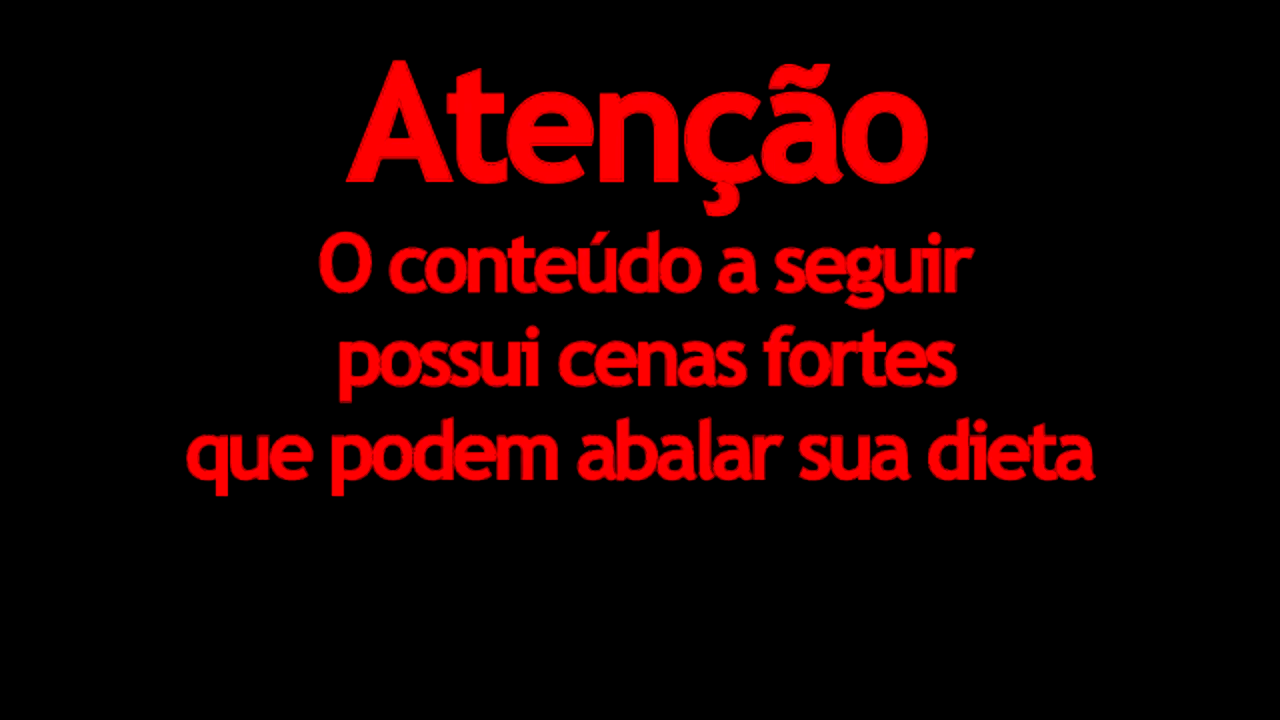 Atenção
O conteúdo a seguir
possui cenas fortes
que podem abalar sua dieta